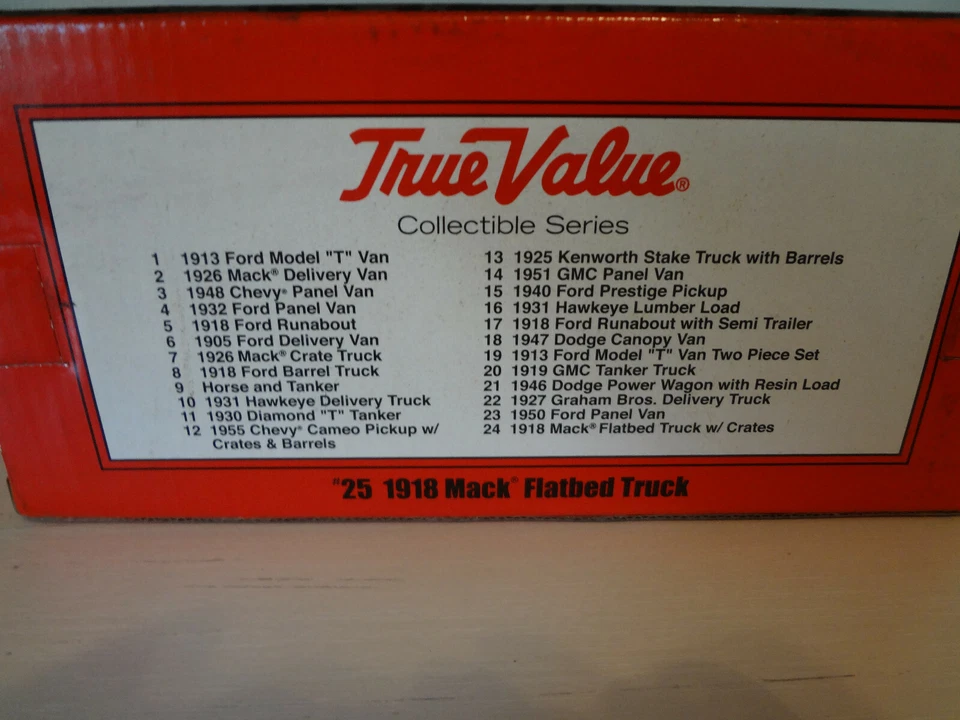 True Value®
Collectible Series
1 1913 Ford Model "T" Van
2 1926 Mack® Delivery Van
3 1948 Chevy® Panel Van
4 1932 Ford Panel Van
5 1918 Ford Runabout
6 1905 Ford Delivery Van
7 1926 Mack® Crate Truck
8 1918 Ford Barrel Truck
9 Horse and Tanker
10 1931 Hawkeye Delivery Truck
11 1930 Diamond "T" Tanker
12 1955 Chevy® Cameo Pickup w/
Crates & Barrels
13 1925 Kenworth Stake Truck with Barrels
14 1951 GMC Panel Van
15 1940 Ford Prestige Pickup
16 1931 Hawkeye Lumber Load
17 1918 Ford Runabout with Semi Trailer
18 1947 Dodge Canopy Van
19 1913 Ford Model "T" Van Two Piece Set
20 1919 GMC Tanker Truck
21 1946 Dodge Power Wagon with Resin Load
22 1927 Graham Bros. Delivery Truck
23 1950 Ford Panel Van
24 1918 Mack® Flatbed Truck w/ Crates
"25 1918 Mack® Flatbed Truck